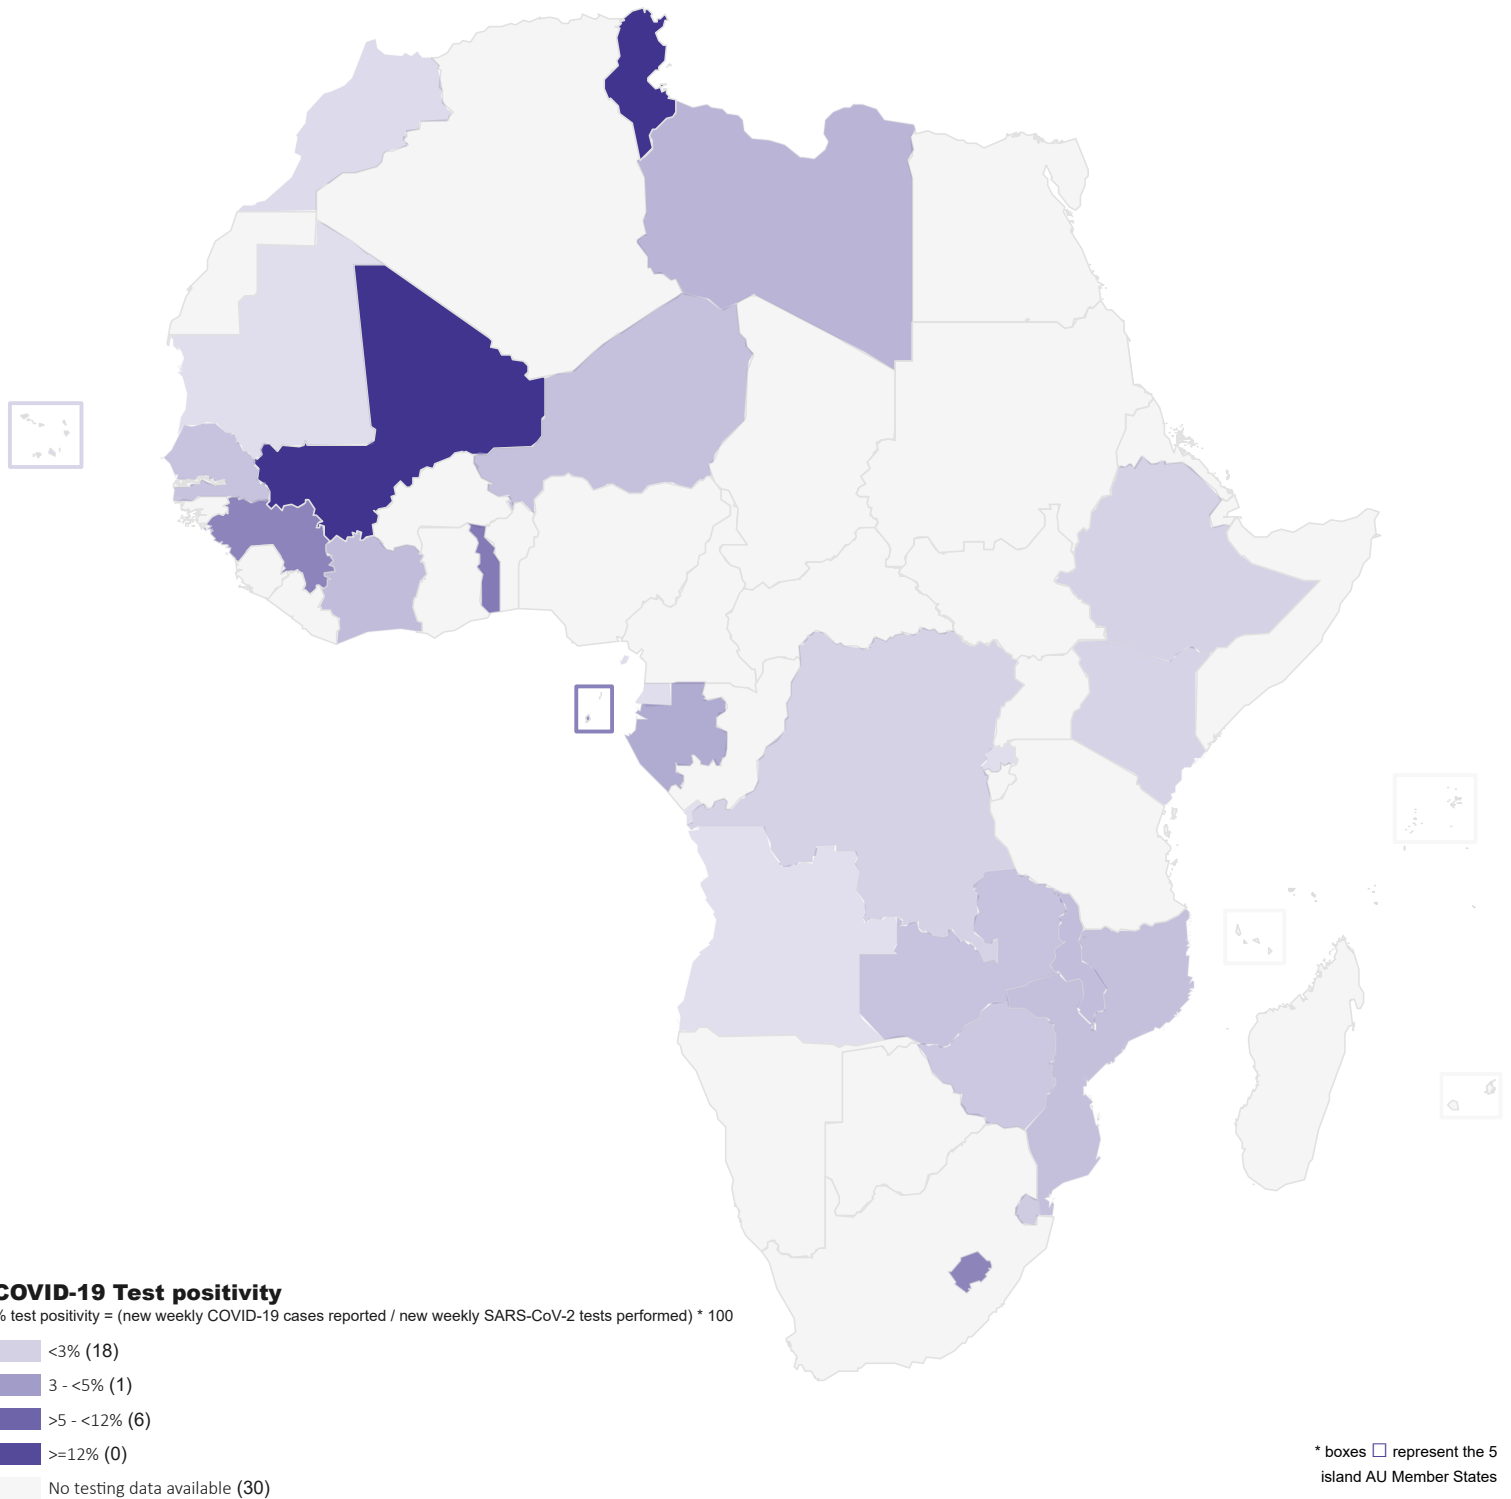 COVID-19 Test positivity
% test positivity = (new weekly COVID-19 cases reported / new weekly SARS-CoV-2 tests performed) * 100
<3% (18)
3 - <5% (1)
>5 - <12% (6)
>=12% (0)
No testing data available (30)
* boxes □ represent the 5
island AU Member States